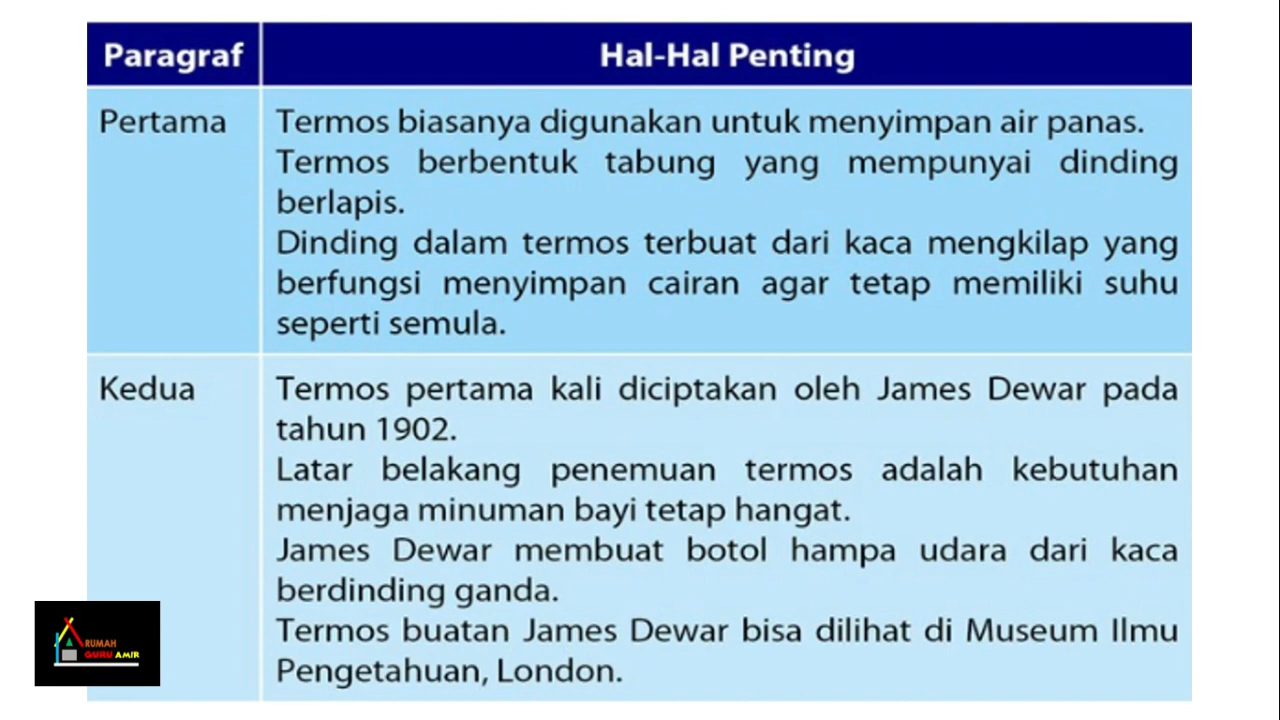 Paragraf Hal-Hal Penting
Pertama Termos biasanya digunakan untuk menyimpan air panas.
Termos berbentuk tabung yang mempunyai dinding
berlapis.
Dinding dalam termos terbuat dari kaca mengkilap yang
berfungsi menyimpan cairan agar tetap memiliki suhu
seperti semula.
Kedua Termos pertama kali diciptakan oleh James Dewar pada
tahun 1902.
Latar belakang penemuan termos adalah kebutuhan
menjaga minuman bayi tetap hangat.
James Dewar membuat botol hampa udara dari kaca
berdinding ganda.
Termos buatan James Dewar bisa dilihat di Museum Ilmu
Pengetahuan, London.
RUMAH
GURU AMIR